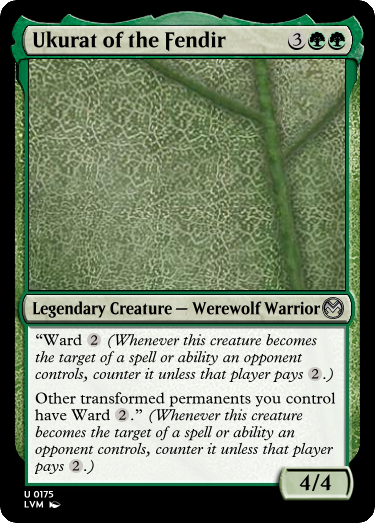 Ukurat of the Fendir 3
Legendary Creature — Werewolf Warrior
“Ward 2 (Whenever this creature becomes
the target of a spell or ability an opponent
controls, counter it unless that player pays 2.)
Other transformed permanents you control
have Ward 2.” (Whenever this creature
becomes the target of a spell or ability an
opponent controls, counter it unless that player
pays 2.)
4/4
U 0175
LVM